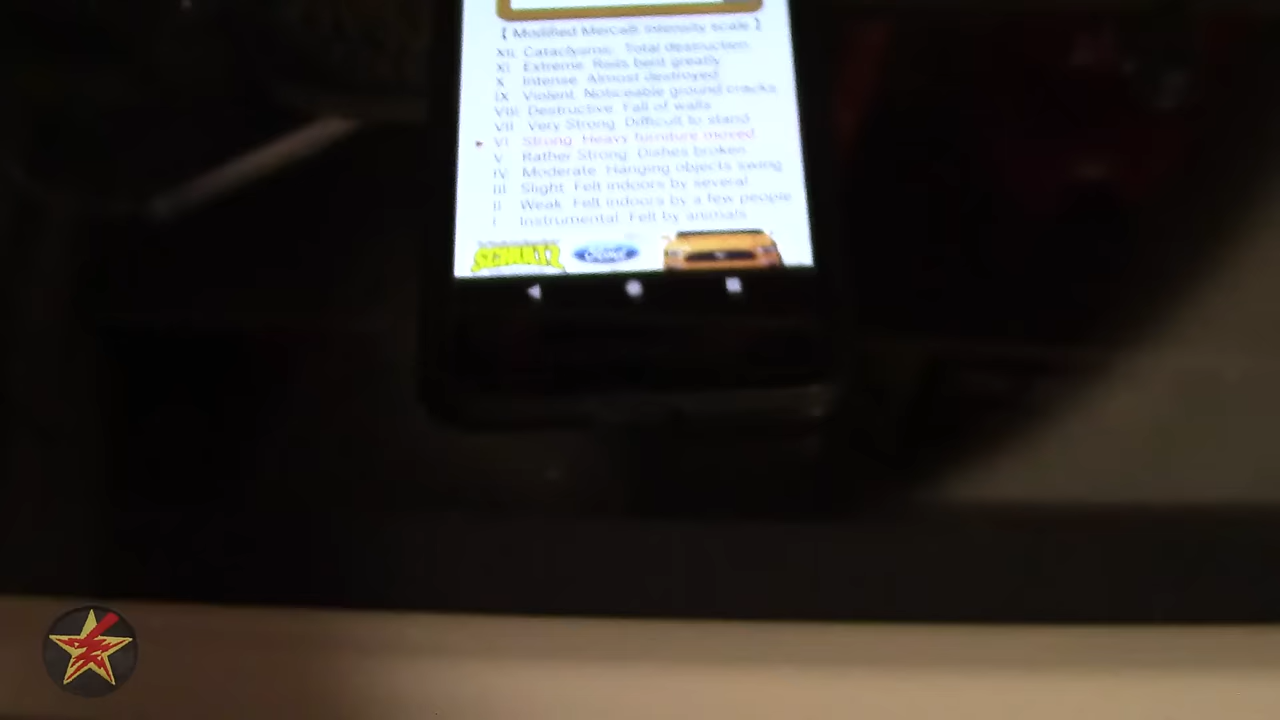 [ Modified Mercalli Intensity scale ]
XII Cataclysmic Total destruction
XI Extreme Rails bent greatly
X Intense Almost destroyed
IX Violent Noticeable ground cracks
VIII Destructive Fall of walls
VII Very Strong Difficult to stand
VI Strong Heavy furniture moved
V Rather Strong Dishes broken
IV Moderate Hanging objects swing
III Slight Felt indoors by several
II Weak Felt indoors by a few people
I Instrumental Felt by animals
SCHULTZ Ford